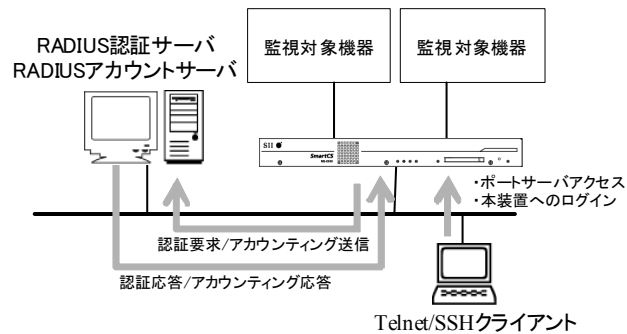 RADIUS認証サーバ
RADIUSアカウントサーバ
監視対象機器
監視対象機器
SII
SmartCS
・ポートサーバアクセス
・本装置へのログイン
認証要求/アカウンティング送信
認証応答/アカウンティング応答
Telnet/SSHクライアント